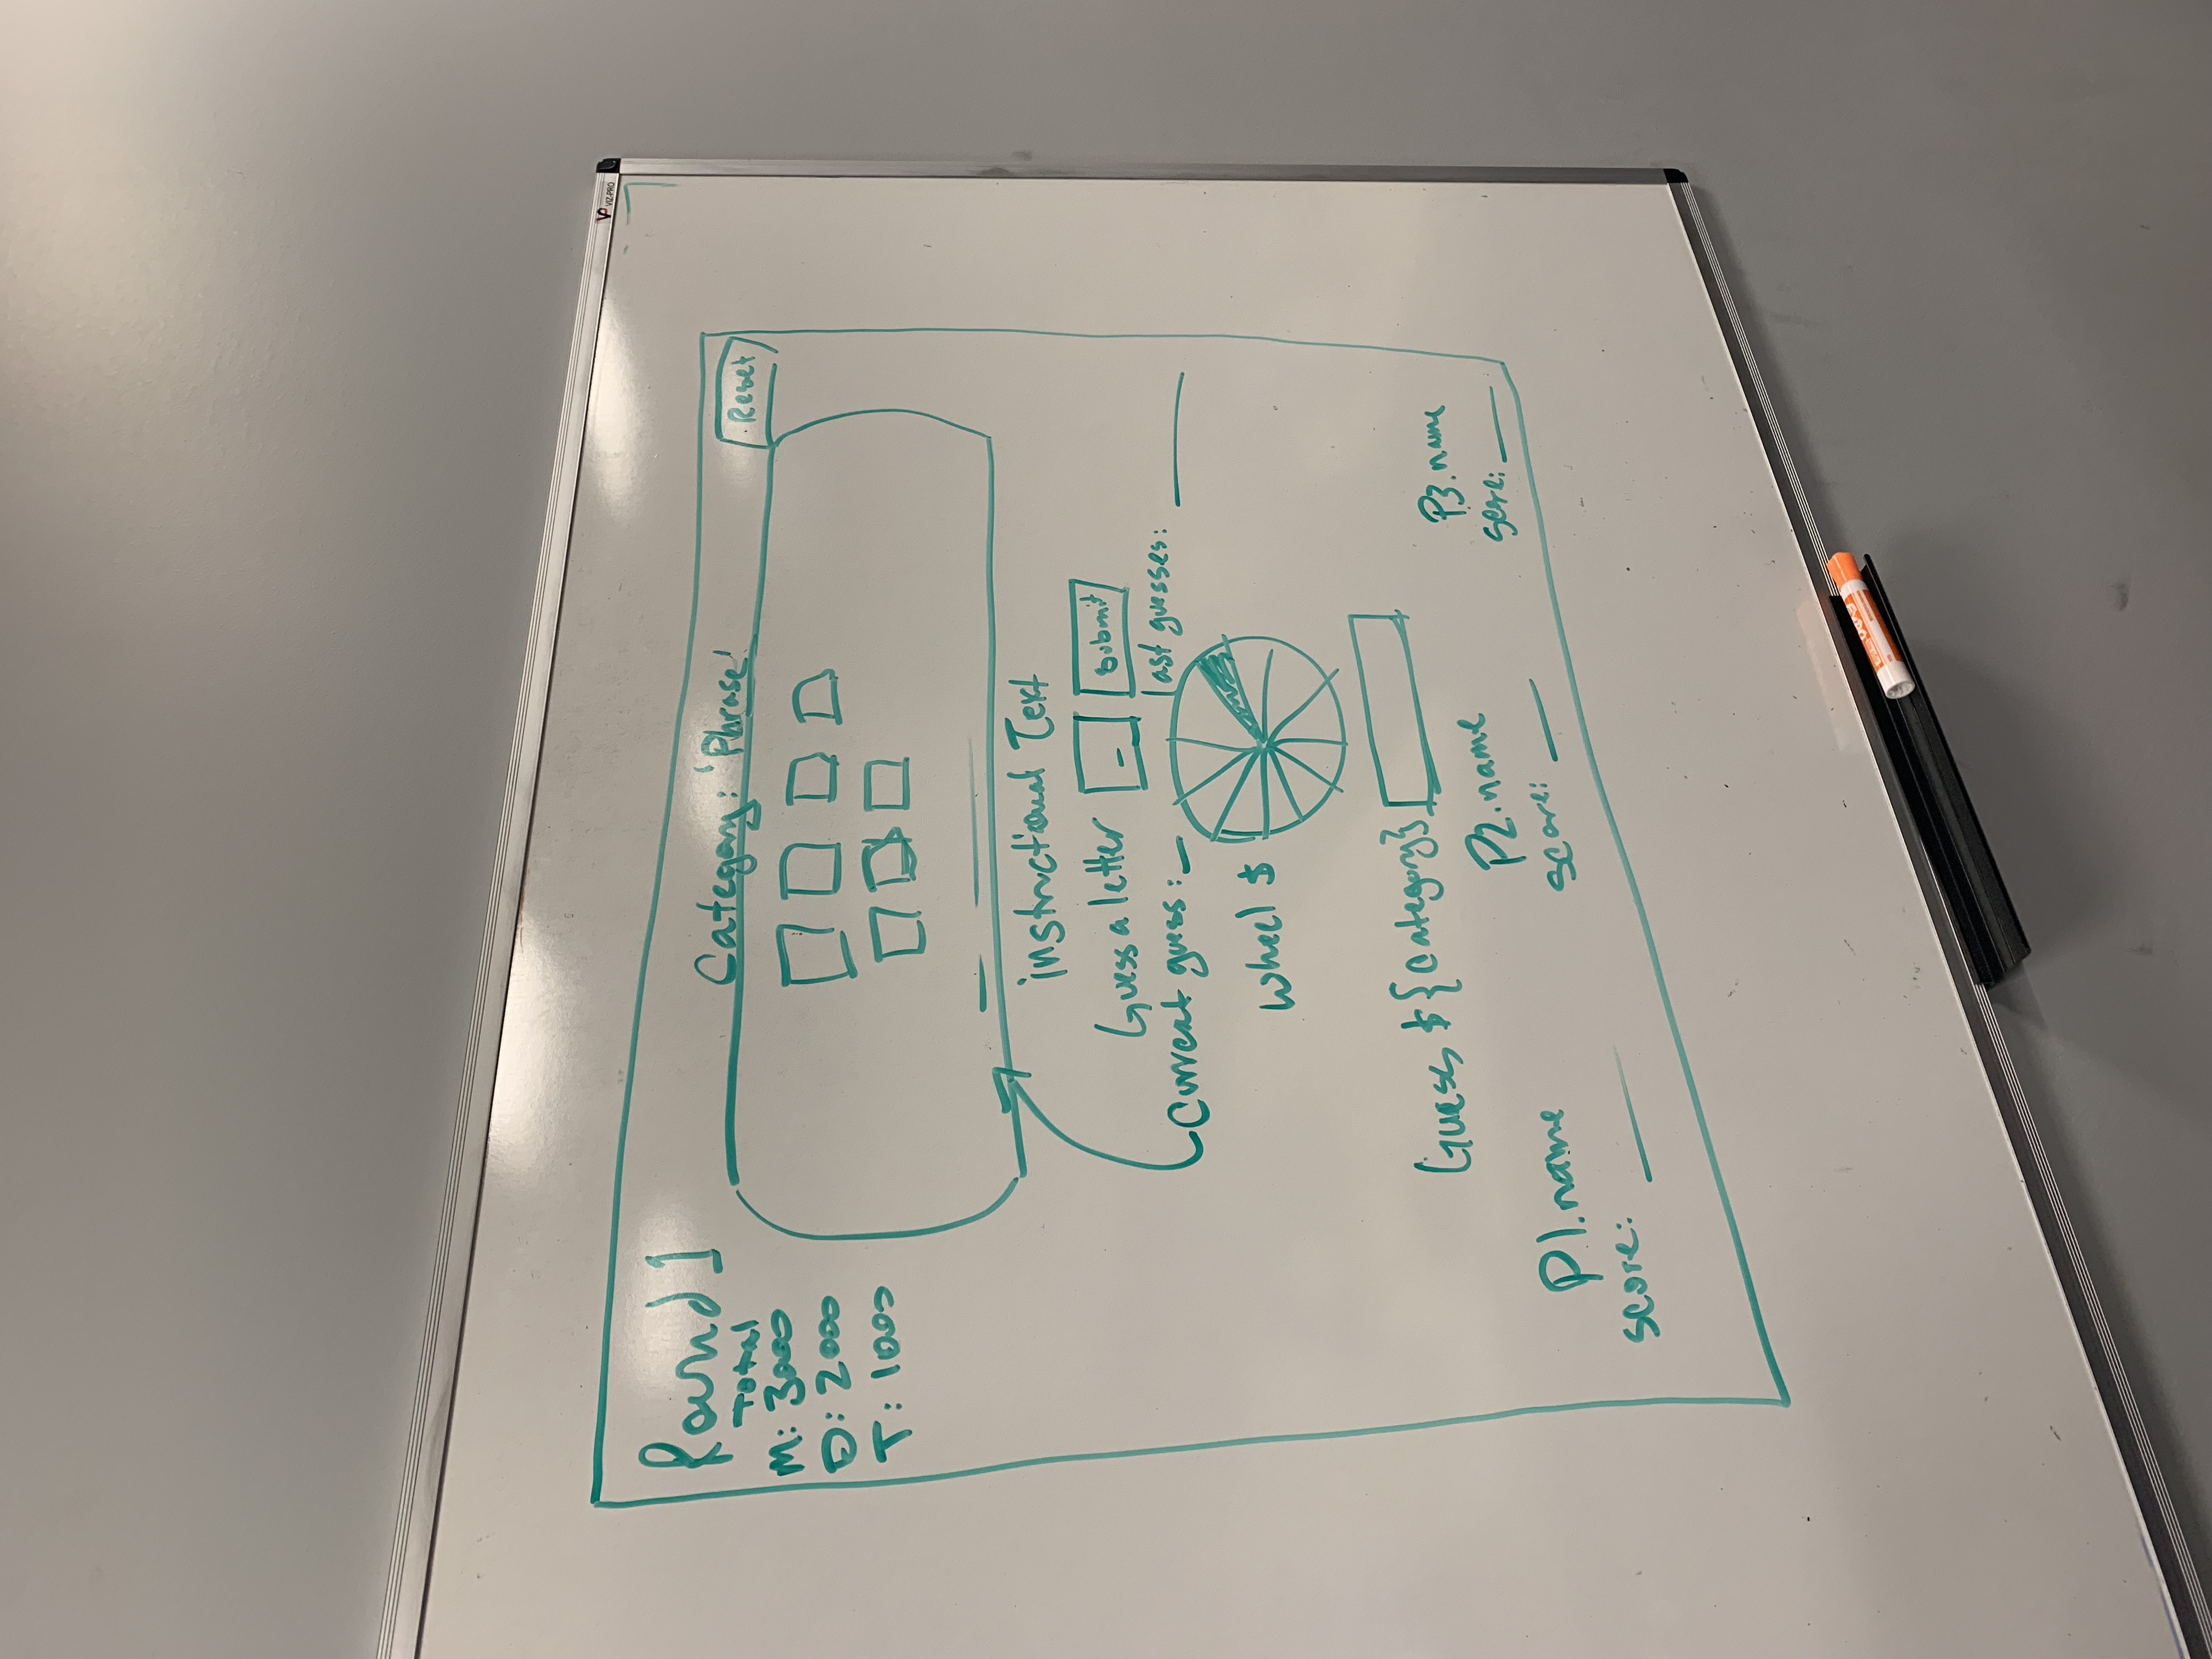 VIZ-PRO
Round 1
Total
M: 3000
D: 2000
T: 1000
Category: 'Phrase'
Reset
instructional Text
Guess a letter _ Submit
Current guess: _
Last guesses: ____
Wheel $
Guess ${Category}
P1.name
score: ____
P2.name
score: ____
P3.name
score: ____
EXPO